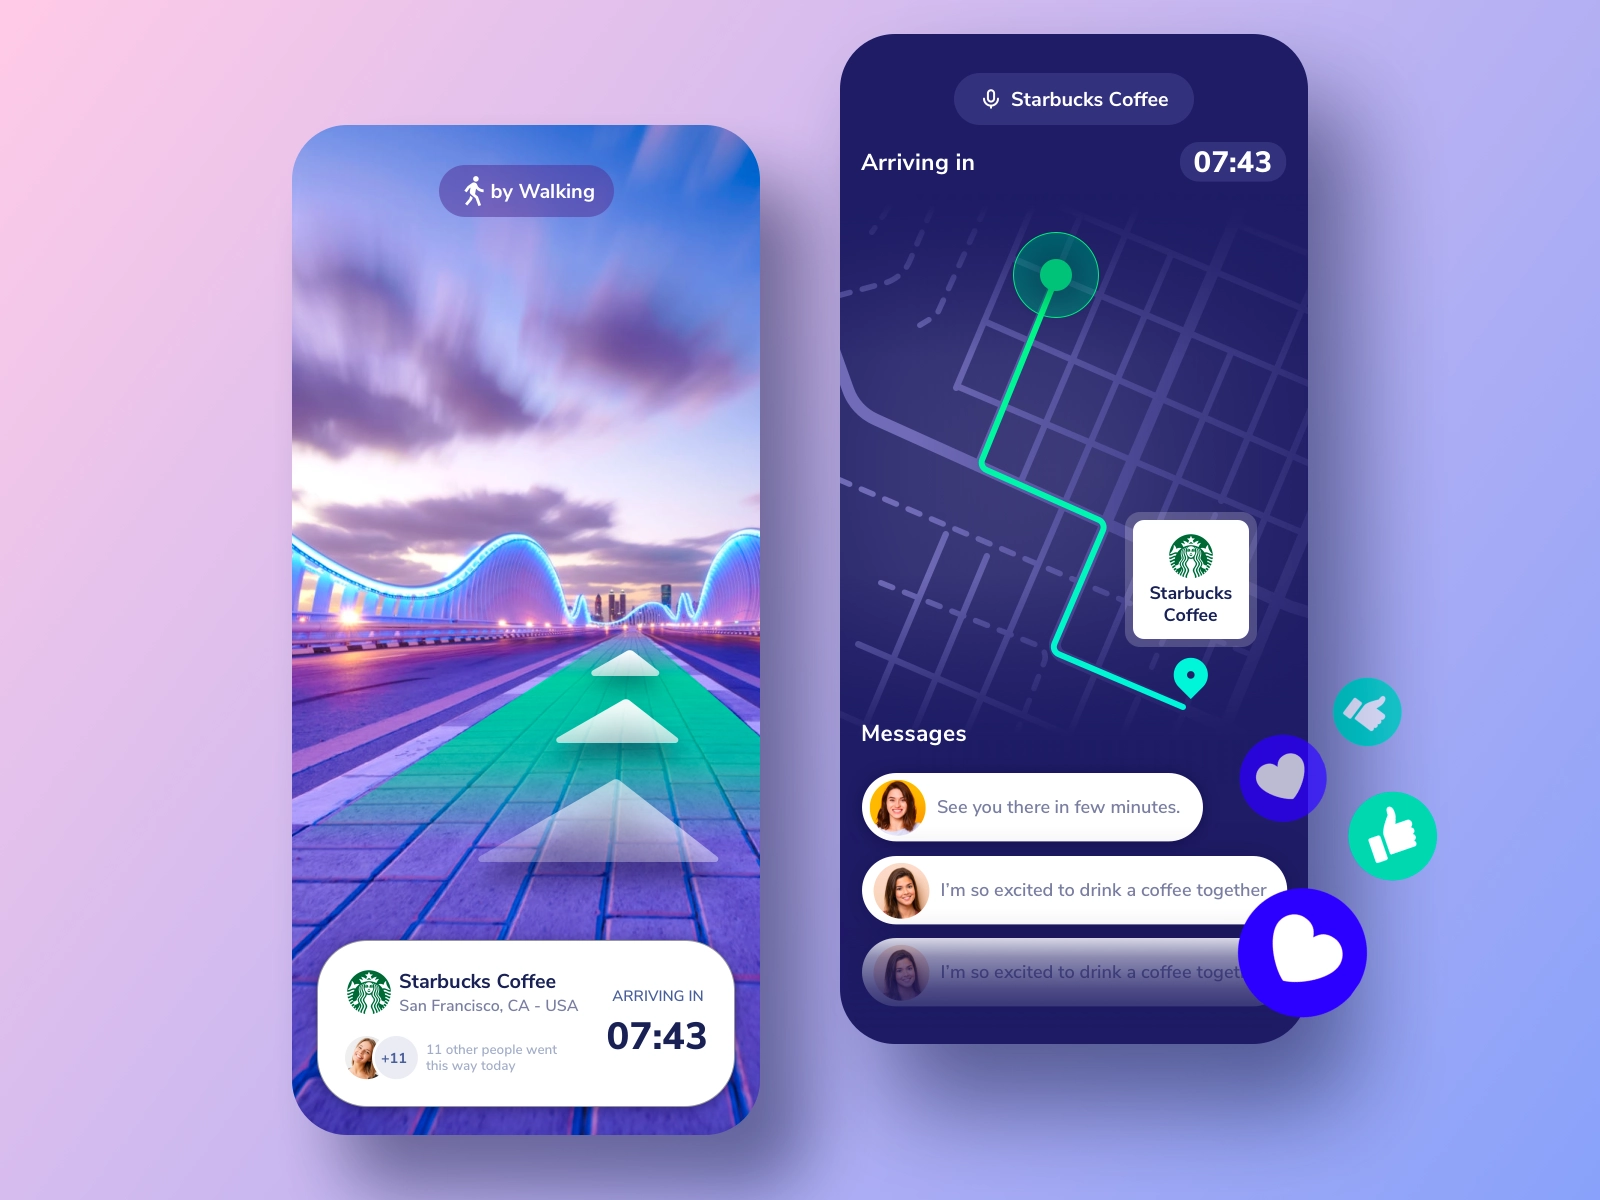 by Walking
Starbucks Coffee
San Francisco, CA - USA
+11
11 other people went
this way today
ARRIVING IN
07:43
Starbucks Coffee
Arriving in
07:43
Starbucks
Coffee
Messages
See you there in few minutes.
I'm so excited to drink a coffee together
I'm so excited to drink a coffee